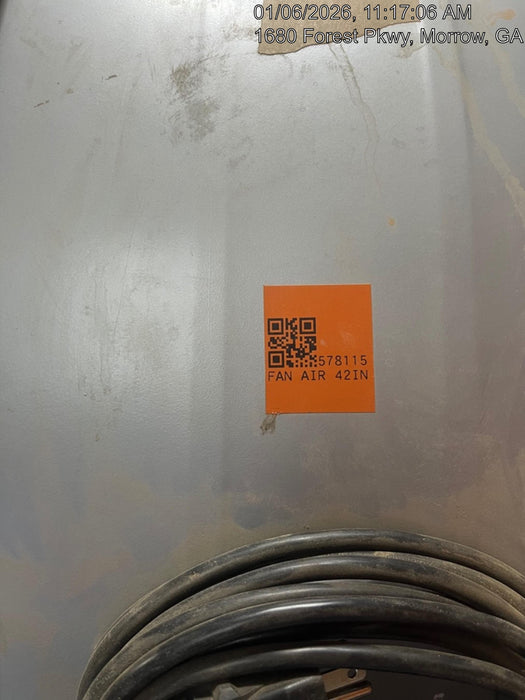 01/06/2026, 11:17:06 AM
1680 Forest Pkwy, Morrow, GA
578115
FAN AIR 42IN